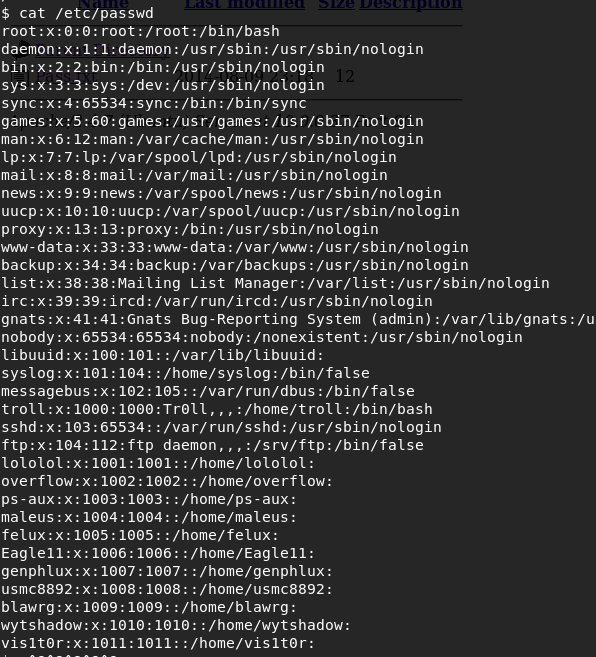 Name Last modified Size Description
$ cat /etc/passwd
root:x:0:0:root:/root:/bin/bash
daemon:x:1:1:daemon:/usr/sbin:/usr/sbin/nologin
bin:x:2:2:bin:/bin:/usr/sbin/nologin
sys:x:3:3:sys:/dev:/usr/sbin/nologin
12
sync:x:4:65534:sync:/bin:/bin/sync
games:x:5:60:games:/usr/games:/usr/sbin/nologin
man:x:6:12:man:/var/cache/man:/usr/sbin/nologin
lp:x:7:7:lp:/var/spool/lpd:/usr/sbin/nologin
mail:x:8:8:mail:/var/mail:/usr/sbin/nologin
news:x:9:9:news:/var/spool/news:/usr/sbin/nologin
uucp:x:10:10:uucp:/var/spool/uucp:/usr/sbin/nologin
proxy:x:13:13:proxy:/bin:/usr/sbin/nologin
www-data:x:33:33:www-data:/var/www:/usr/sbin/nologin
backup:x:34:34:backup:/var/backups:/usr/sbin/nologin
list:x:38:38:Mailing List Manager:/var/list:/usr/sbin/nologin
irc:x:39:39:ircd:/var/run/ircd:/usr/sbin/nologin
gnats:x:41:41:Gnats Bug-Reporting System (admin):/var/lib/gnats:/u
nobody:x:65534:65534:nobody:/nonexistent:/usr/sbin/nologin
libuuid:x:100:101::/var/lib/libuuid:
syslog:x:101:104::/home/syslog:/bin/false
messagebus:x:102:105::/var/run/dbus:/bin/false
troll:x:1000:1000:Tr0ll,,,:/home/troll:/bin/bash
sshd:x:103:65534::/var/run/sshd:/usr/sbin/nologin
ftp:x:104:112:ftp daemon,,,:/srv/ftp:/bin/false
lololol:x:1001:1001::/home/lololol:
overflow:x:1002:1002::/home/overflow:
ps-aux:x:1003:1003::/home/ps-aux:
maleus:x:1004:1004::/home/maleus:
felux:x:1005:1005::/home/felux:
Eagle11:x:1006:1006::/home/Eagle11:
genphlux:x:1007:1007::/home/genphlux:
usmc8892:x:1008:1008::/home/usmc8892:
blawrg:x:1009:1009::/home/blawrg:
wytshadow:x:1010:1010::/home/wytshadow:
vis1t0r:x:1011:1011::/home/vis1t0r: